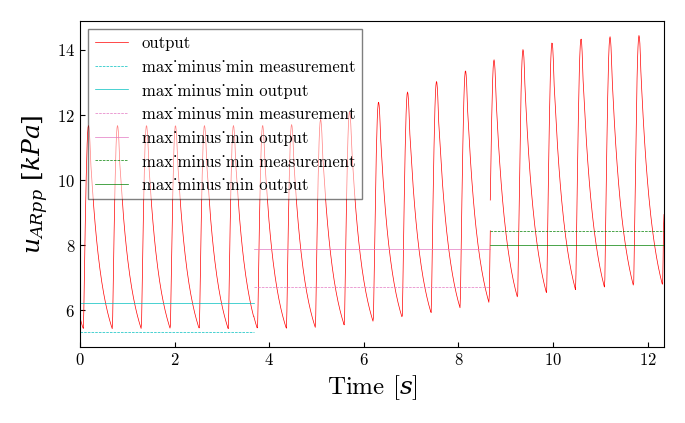 14
12
10
8
6
u_{ARpp} [kPa]
output
max˙minus˙min measurement
max˙minus˙min output
max˙minus˙min measurement
max˙minus˙min output
max˙minus˙min measurement
max˙minus˙min output
0 2 4 6 8 10 12
Time [s]